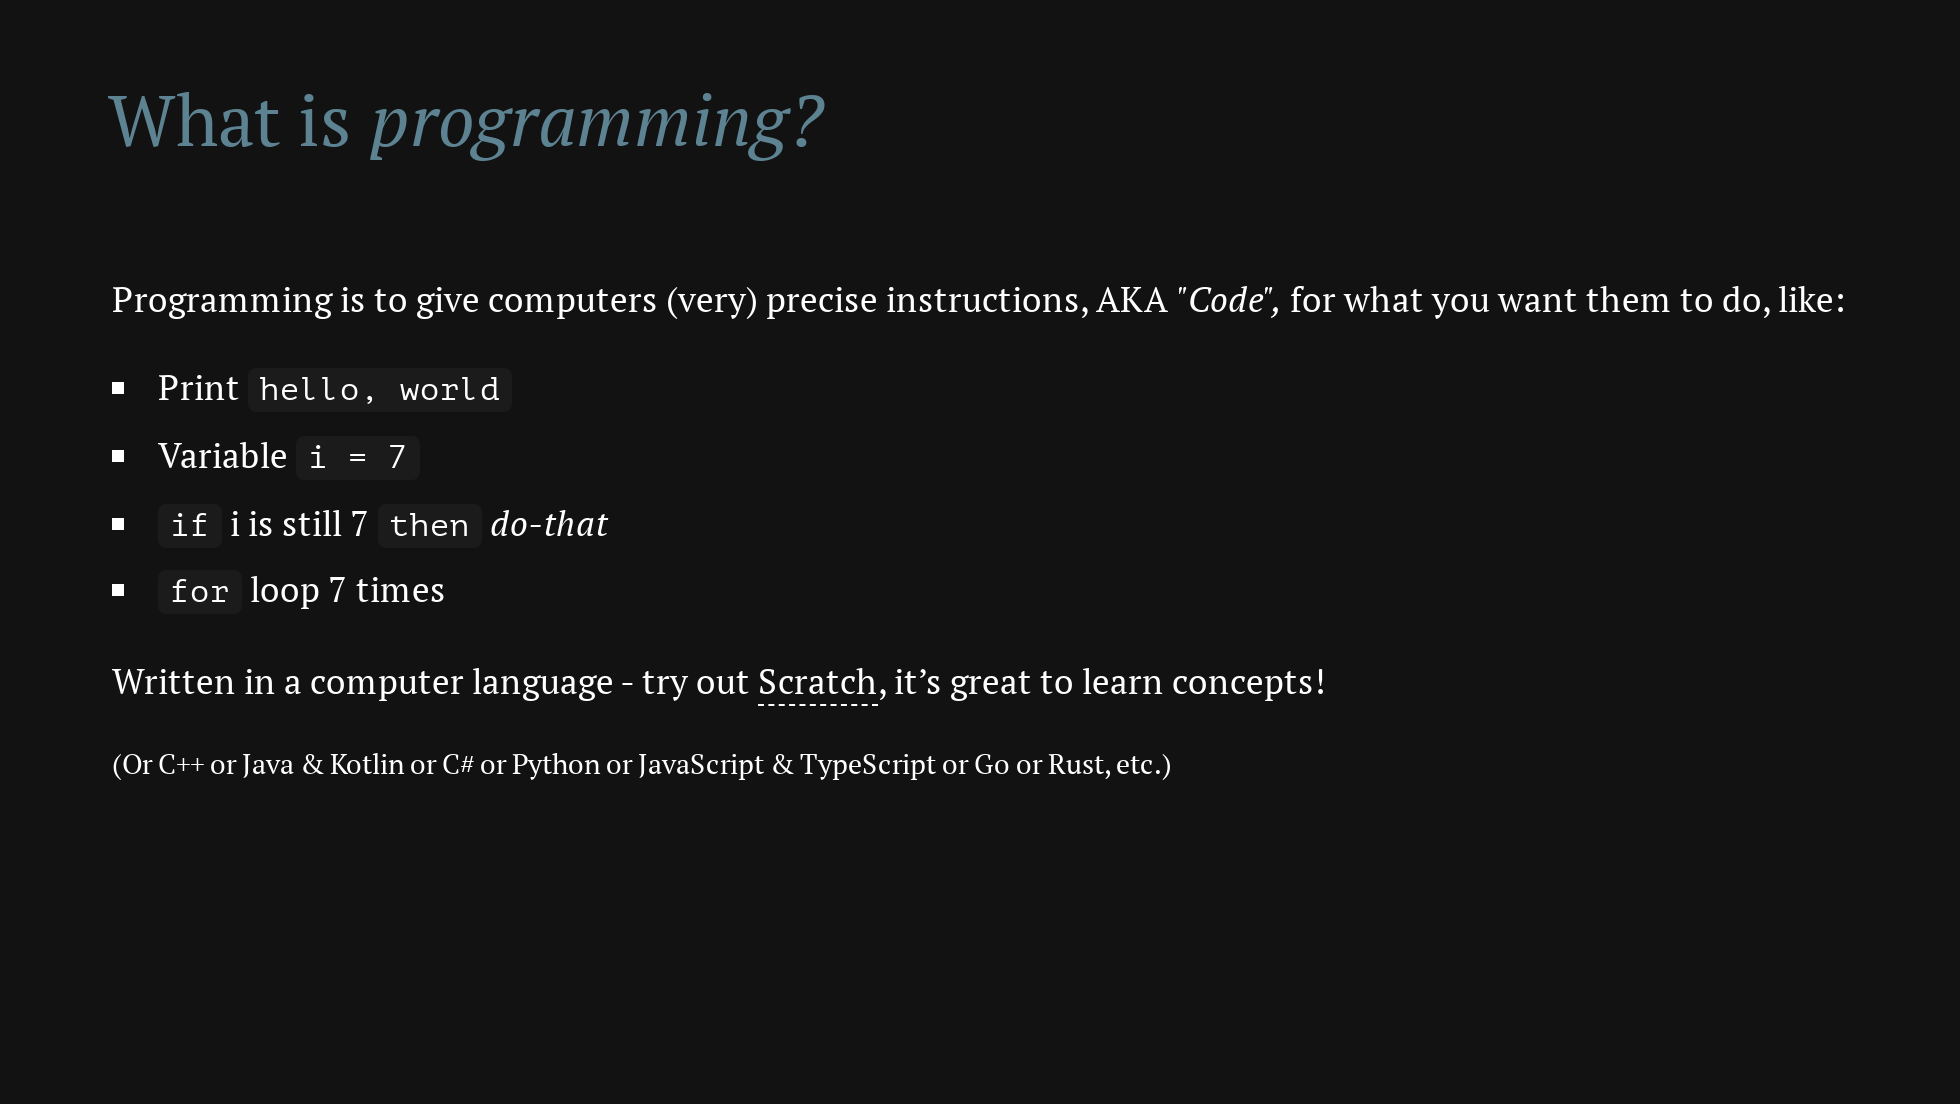 What is programming?
Programming is to give computers (very) precise instructions, AKA "Code", for what you want them to do, like:
Print hello, world
Variable i = 7
if i is still 7 then do-that
for loop 7 times
Written in a computer language - try out Scratch, it’s great to learn concepts!
(Or C++ or Java & Kotlin or C# or Python or JavaScript & TypeScript or Go or Rust, etc.)